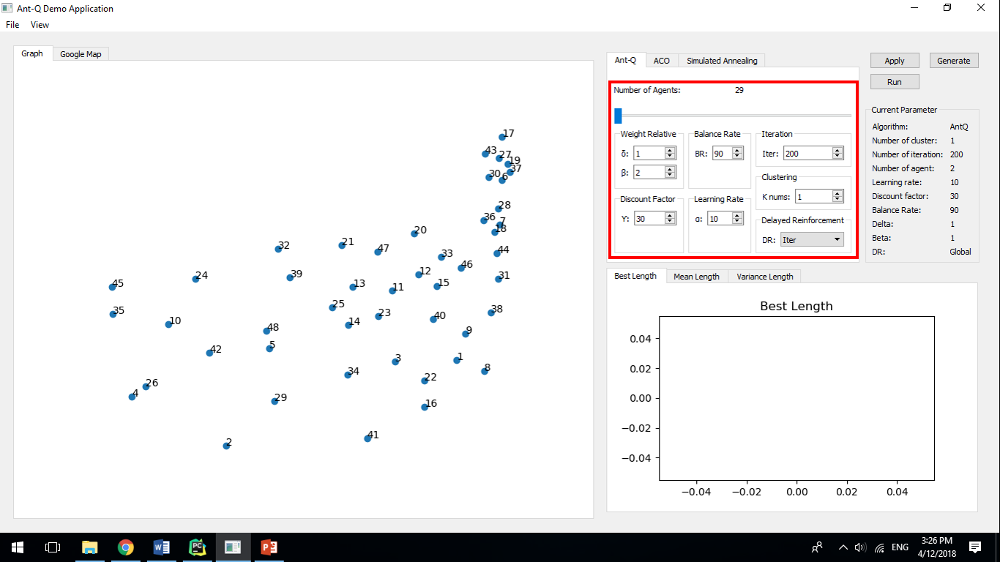 Ant-Q Demo Application
File View
Graph Google Map
17
43 27
19
37
30 6
28
36
7
18
20
21
32
47
44
33
46
12
31
24
39
45
13
15
11
25
35
38
23
40
10
14
48
9
5
42
3
1
8
34
22
26
4
29
16
41
2
Ant-Q ACO Simulated Annealing
Number of Agents: 29
Weight Relative Balance Rate Iteration
δ: 1 BR: 90 Iter: 200
β: 2
Clustering
K nums: 1
Discount Factor Learning Rate
Υ: 30 α: 10
Delayed Reinforcement
DR: Iter
Apply Generate
Run
Current Parameter
Algorithm: AntQ
Number of cluster: 1
Number of iteration: 200
Number of agent: 2
Learning rate: 10
Discount factor: 30
Balance Rate: 90
Delta: 1
Beta: 1
DR: Global
Best Length Mean Length Variance Length
Best Length
0.04
0.02
0.00
−0.02
−0.04
−0.04 −0.02 0.00 0.02 0.04
ENG
3:26 PM
4/12/2018